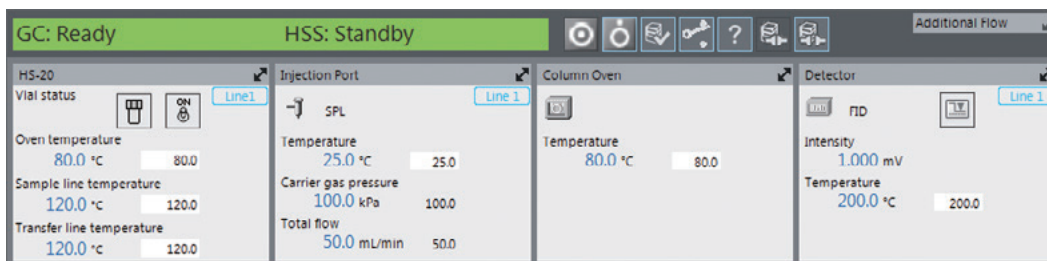 GC: Ready HSS: Standby ? Additional Flow
HS-20
Vial status ON Line1
Oven temperature
80.0 °C 80.0
Sample line temperature
120.0 °C 120.0
Transfer line temperature
120.0 °C 120.0
Injection Port
SPL Line 1
Temperature
25.0 °C 25.0
Carrier gas pressure
100.0 kPa 100.0
Total flow
50.0 mL/min 50.0
Column Oven
Temperature
80.0 °C 80.0
Detector
FID Line 1
Intensity
1.000 mV
Temperature
200.0 °C 200.0